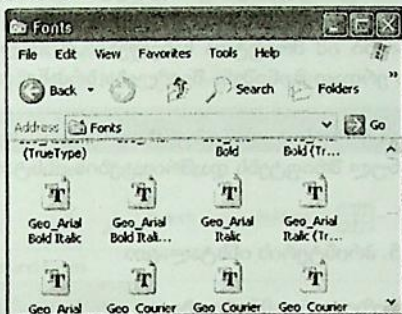 Fonts
File Edit View Favorites Tools Help
Back Search Folders »
Address Fonts Go
(TrueType) Bold Bold (Tr...
Geo_Arial Geo_Arial Geo_Arial Geo_Arial
Bold Italic Bold Itali... Italic Italic (Tr...
Geo Arial Geo Courier Geo Courier Geo Courier